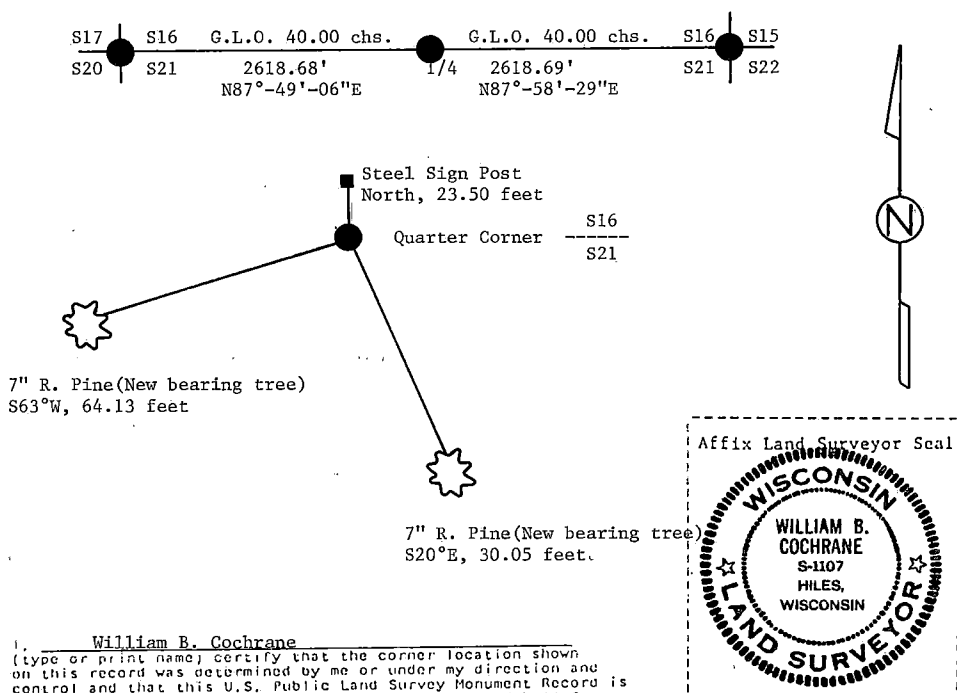 S17 S16 G.L.O. 40.00 chs. G.L.O. 40.00 chs. S16 S15
S20 S21 2618.68' 1/4 2618.69' S21 S22
N87°-49'-06"E N87°-58'-29"E
Steel Sign Post
North, 23.50 feet
N
Quarter Corner S16
S21
7" R. Pine(New bearing tree)
S63°W, 64.13 feet
7" R. Pine(New bearing tree)
S20°E, 30.05 feet.
Affix Land Surveyor Seal
WISCONSIN
WILLIAM B.
COCHRANE
S-1107
HILES,
WISCONSIN
LAND SURVEYOR
I, William B. Cochrane
(type or print name) certify that the corner location shown
on this record was determined by me or under my direction and
control and that this U.S. Public Land Survey Monument Record is